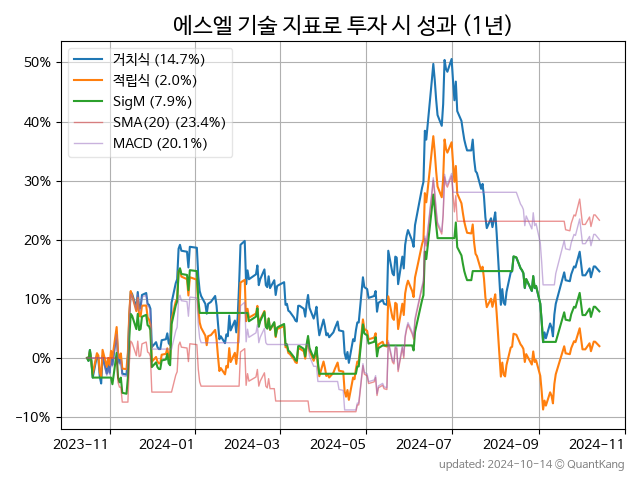 에스엘 기술 지표로 투자 시 성과 (1년)
거치식 (14.7%)
적립식 (2.0%)
SigM (7.9%)
SMA(20) (23.4%)
MACD (20.1%)
50%
40%
30%
20%
10%
0%
−10%
2023-11 2024-01 2024-03 2024-05 2024-07 2024-09 2024-11
updated: 2024-10-14 © QuantKang